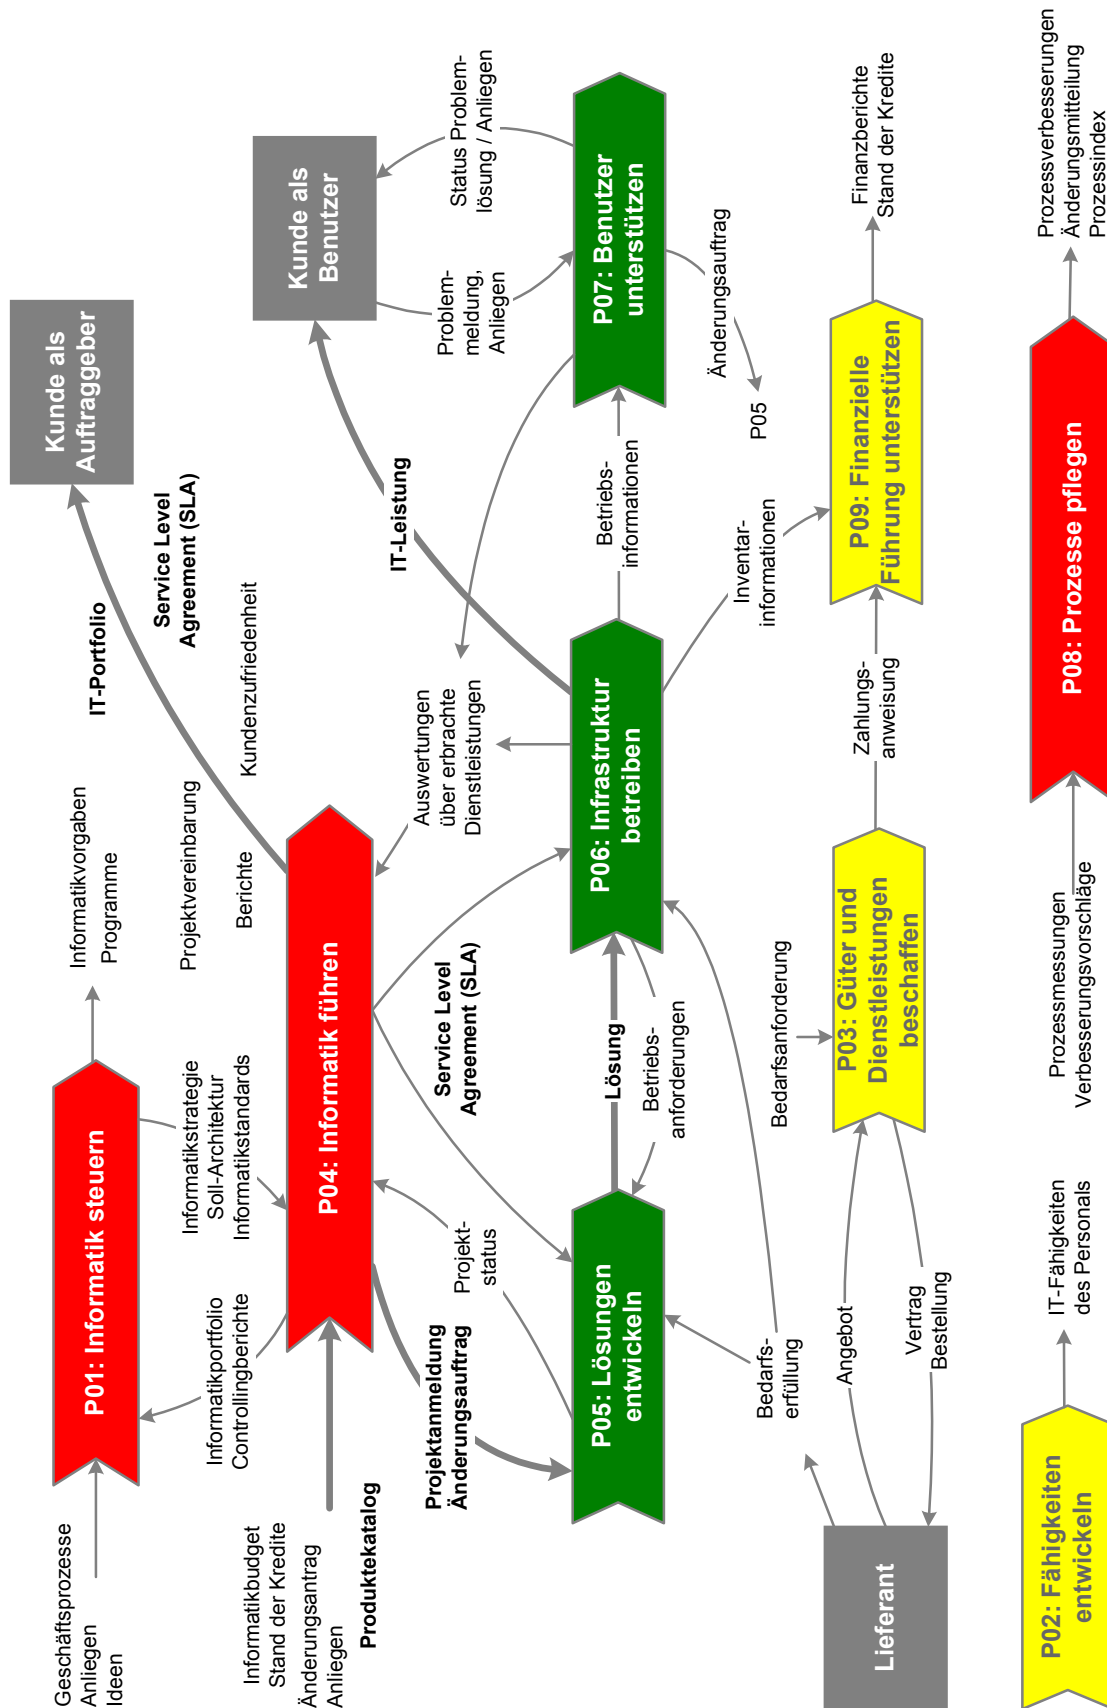 Geschäftsprozesse
Anliegen
Ideen
P01: Informatik steuern
Informatikvorgaben
Programme
Kunde als
Auftraggeber
Informatikportfolio
Controllingberichte
Informatikstrategie
Soll-Architektur
Informatikstandards
Projektvereinbarung
Berichte
Kundenzufriedenheit
IT-Portfolio
Service Level
Agreement (SLA)
Informatikbudget
Stand der Kredite
Änderungsantrag
Anliegen
Produktekatalog
P04: Informatik führen
Kunde als
Benutzer
Projektanmeldung
Änderungsauftrag
Projekt-
status
Service Level
Agreement (SLA)
Auswertungen
über erbrachte
Dienstleistungen
IT-Leistung
Problem-
meldung,
Anliegen
Status Problem-
lösung / Anliegen
P05: Lösungen
entwickeln
Lösung
Betriebs-
anforderungen
P06: Infrastruktur
betreiben
Betriebs-
informationen
P07: Benutzer
unterstützen
Bedarfs-
erfüllung
Bedarfsanforderung
Inventar-
informationen
Änderungsauftrag
P05
Lieferant
Angebot
Vertrag
Bestellung
P03: Güter und
Dienstleistungen
beschaffen
Zahlungs-
anweisung
P09: Finanzielle
Führung unterstützen
Finanzberichte
Stand der Kredite
P02: Fähigkeiten
entwickeln
IT-Fähigkeiten
des Personals
Prozessmessungen
Verbesserungsvorschläge
P08: Prozesse pflegen
Prozessverbesserungen
Änderungsmitteilung
Prozessindex